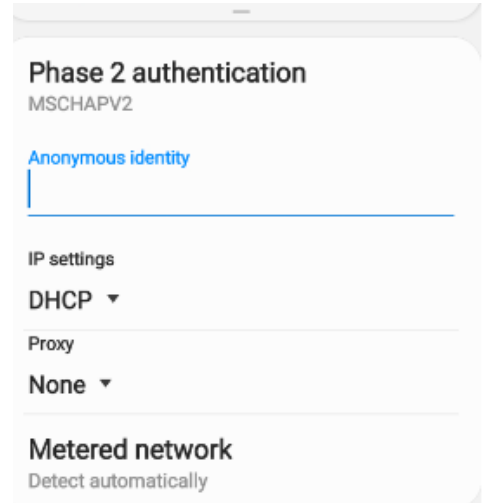 Phase 2 authentication
MSCHAPV2
Anonymous identity
IP settings
DHCP
Proxy
None
Metered network
Detect automatically